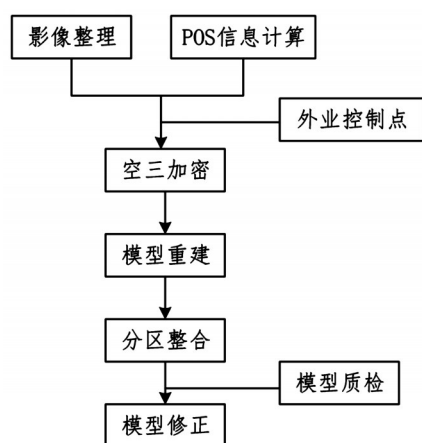 影像整理
POS信息计算
外业控制点
空三加密
模型重建
分区整合
模型质检
模型修正